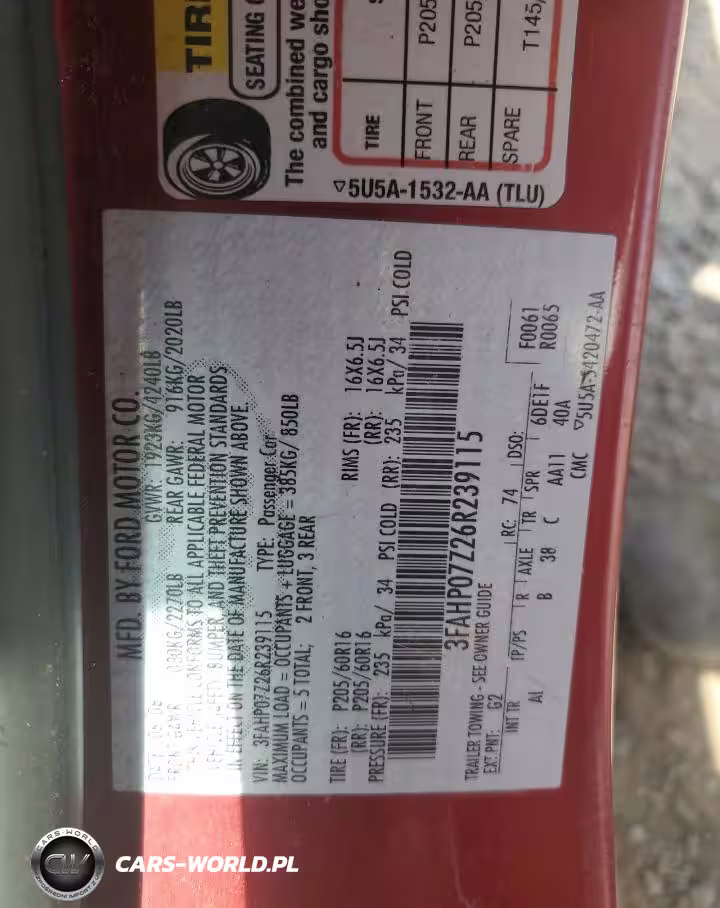 TIRE
SEATING
The combined we
and cargo sho
TIRE
FRONT P205
REAR P205
SPARE T145,
▽5U5A-1532-AA (TLU)
MFD. BY FORD MOTOR CO.
GVWR: 1923KG/4240LB
REAR GAWR: 916KG/2020LB
CONFORMS TO ALL APPLICABLE FEDERAL MOTOR
BUMPER, AND THEFT PREVENTION STANDARDS
IN EFFECT ON THE DATE OF MANUFACTURE SHOWN ABOVE.
VIN: 3FAHP07Z26R239115 TYPE: Passenger Car
MAXIMUM LOAD = OCCUPANTS + LUGGAGE = 385KG/ 850LB
OCCUPANTS = 5 TOTAL; 2 FRONT, 3 REAR
TIRE (FR): P205/60R16 RIMS (FR): 16X6.5J
(RR): P205/60R16 (RR): 16X6.5J
PRESSURE (FR): 235 kPa/ 34 PSI COLD (RR): 235 kPa/ 34 PSI COLD
3FAHP07Z26R239115
TRAILER TOWING - SEE OWNER GUIDE
EXT PNT: G2 RC: 74 DSO: F0061
R0065
INT TR TP/PS R AXLE TR SPR 6DE1F
AI B 38 C AA11 40A
CMC ▽5U5A-5420472-AA
CARS-WORLD
CW
CARS-WORLD.PL